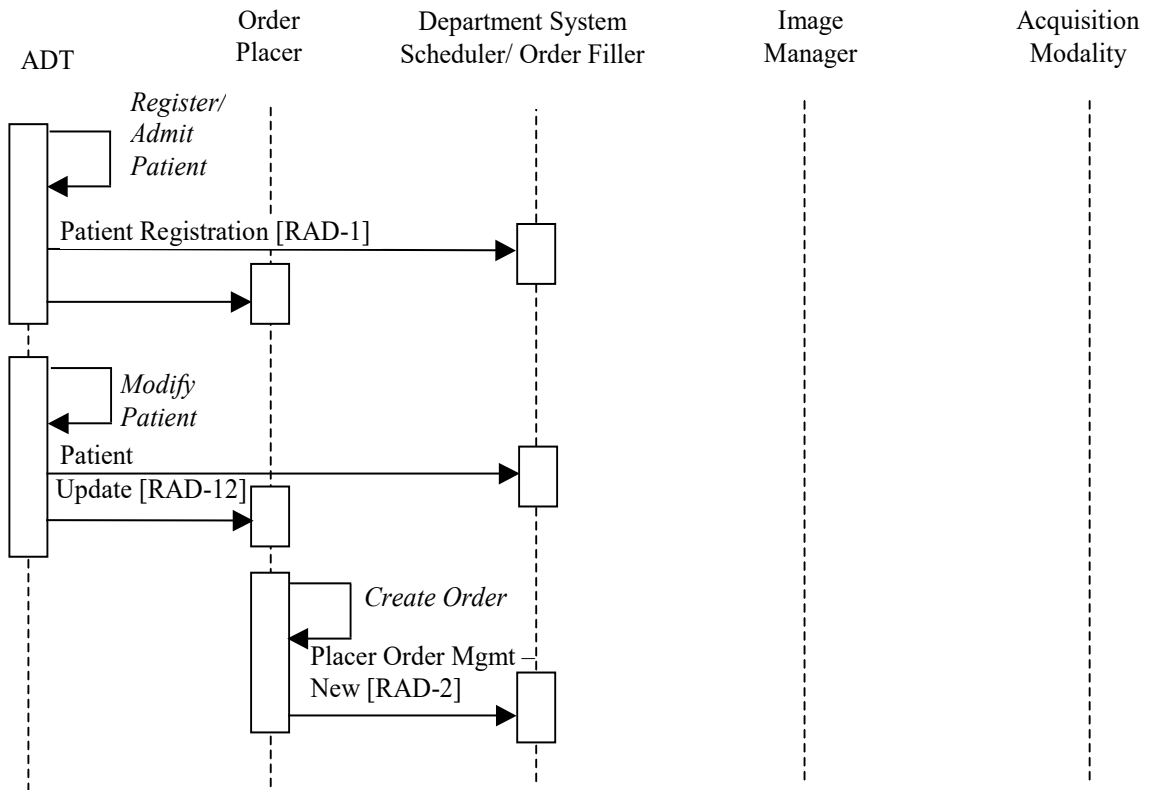 ADT
Order
Placer
Department System
Scheduler/ Order Filler
Image
Manager
Acquisition
Modality
Register/
Admit
Patient
Patient Registration [RAD-1]
Modify
Patient
Patient
Update [RAD-12]
Create Order
Placer Order Mgmt –
New [RAD-2]